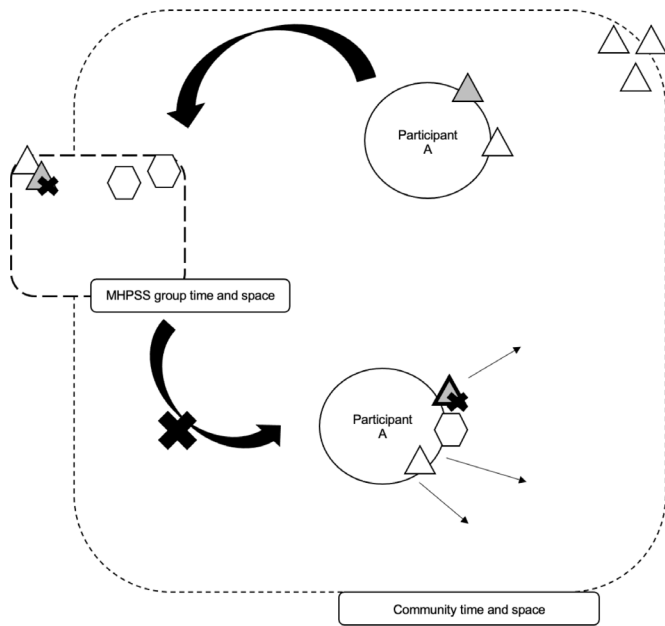 Participant
A
MHPSS group time and space
Participant
A
Community time and space